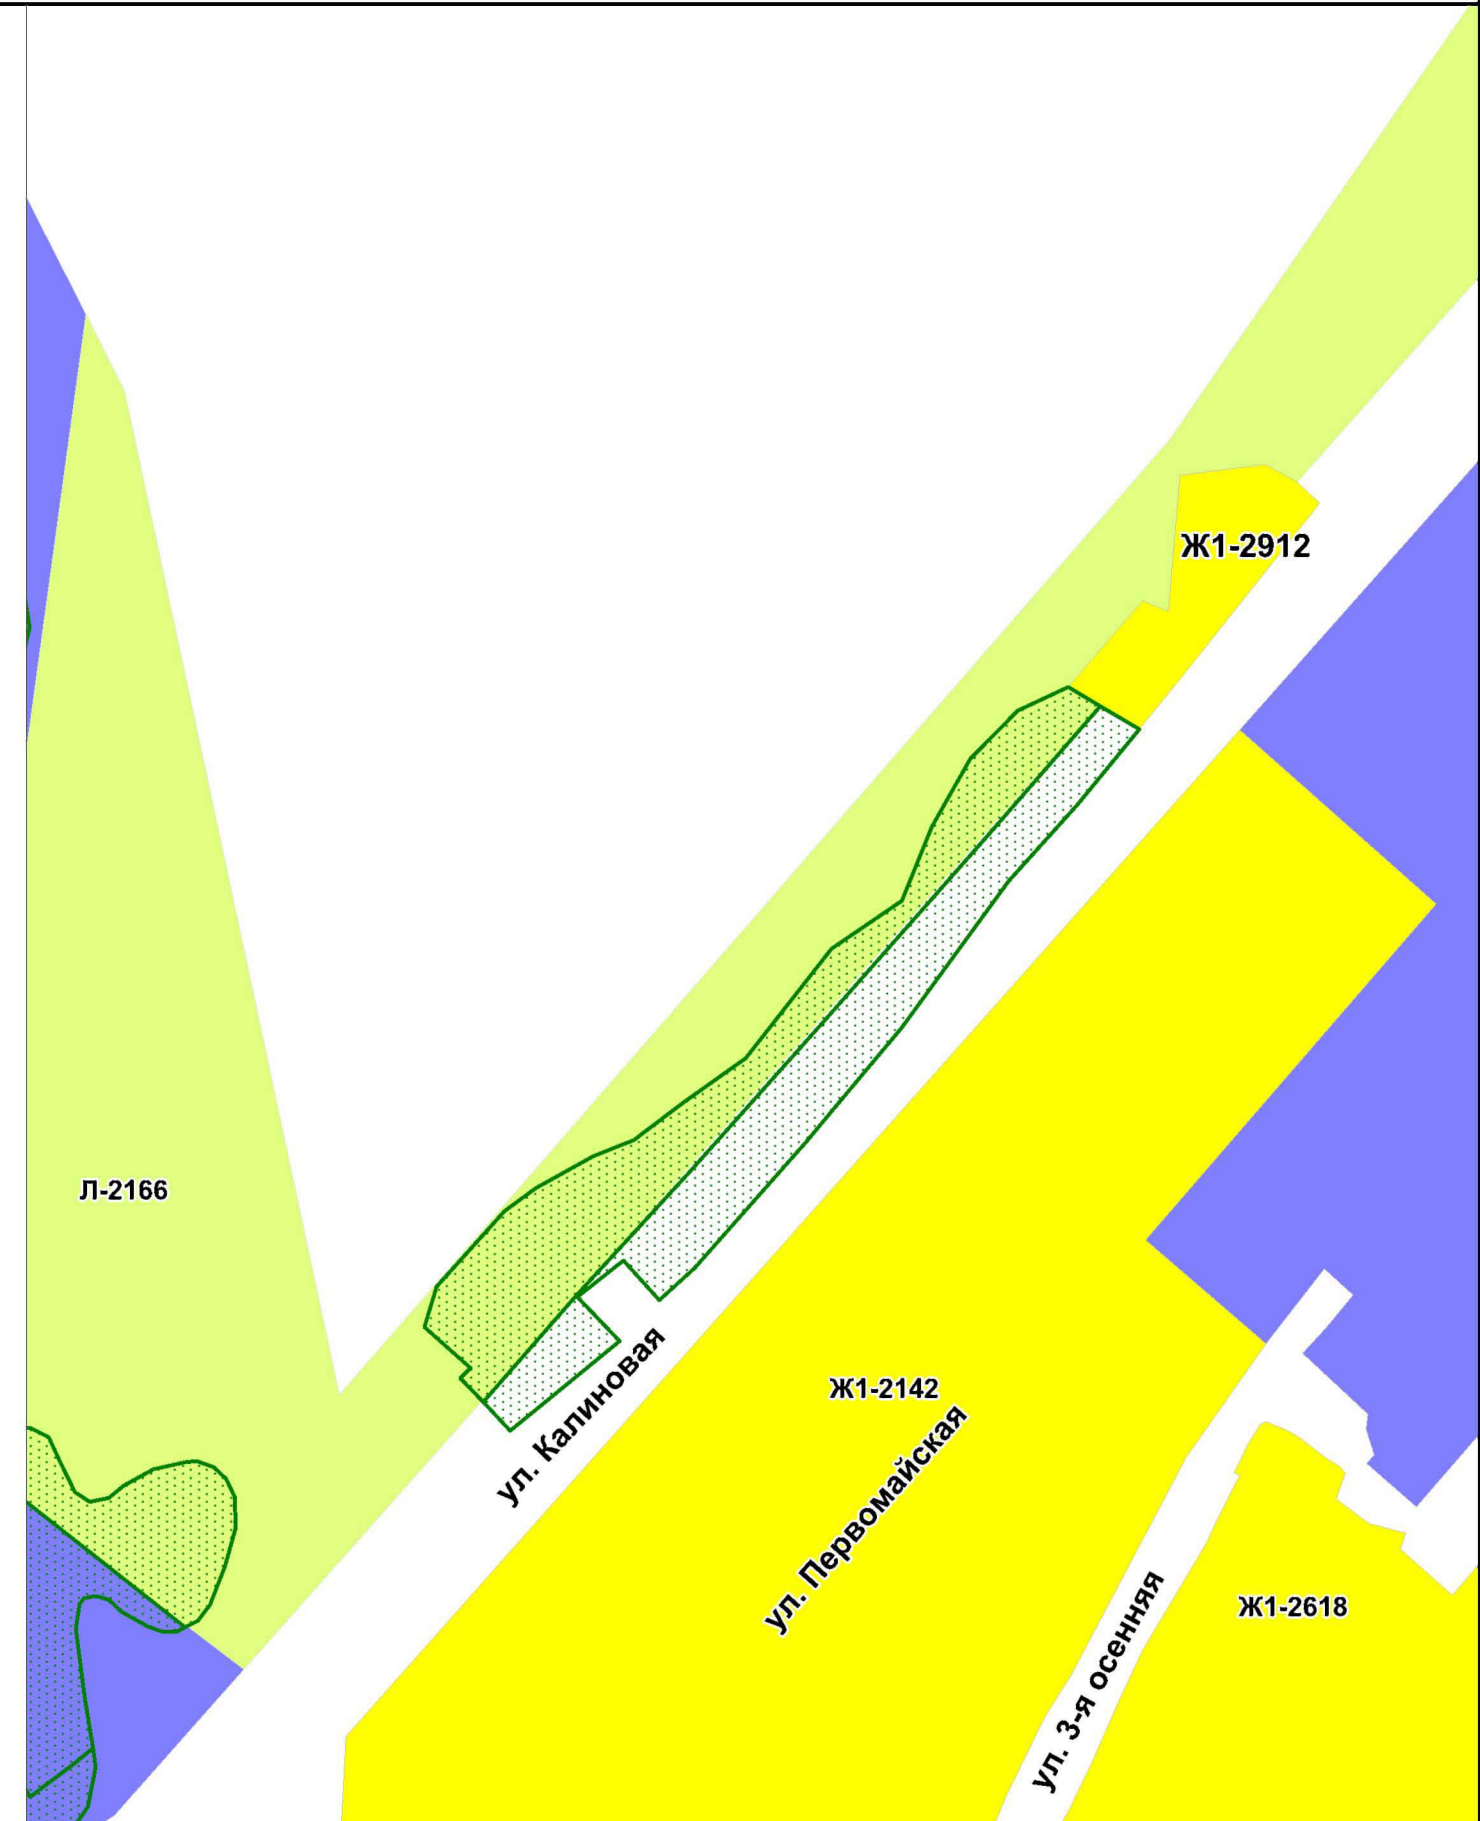 Ж1-2912
Л-2166
ул. Калиновая
Ж1-2142
ул. Первомайская
ул. 3-я осенняя
Ж1-2618